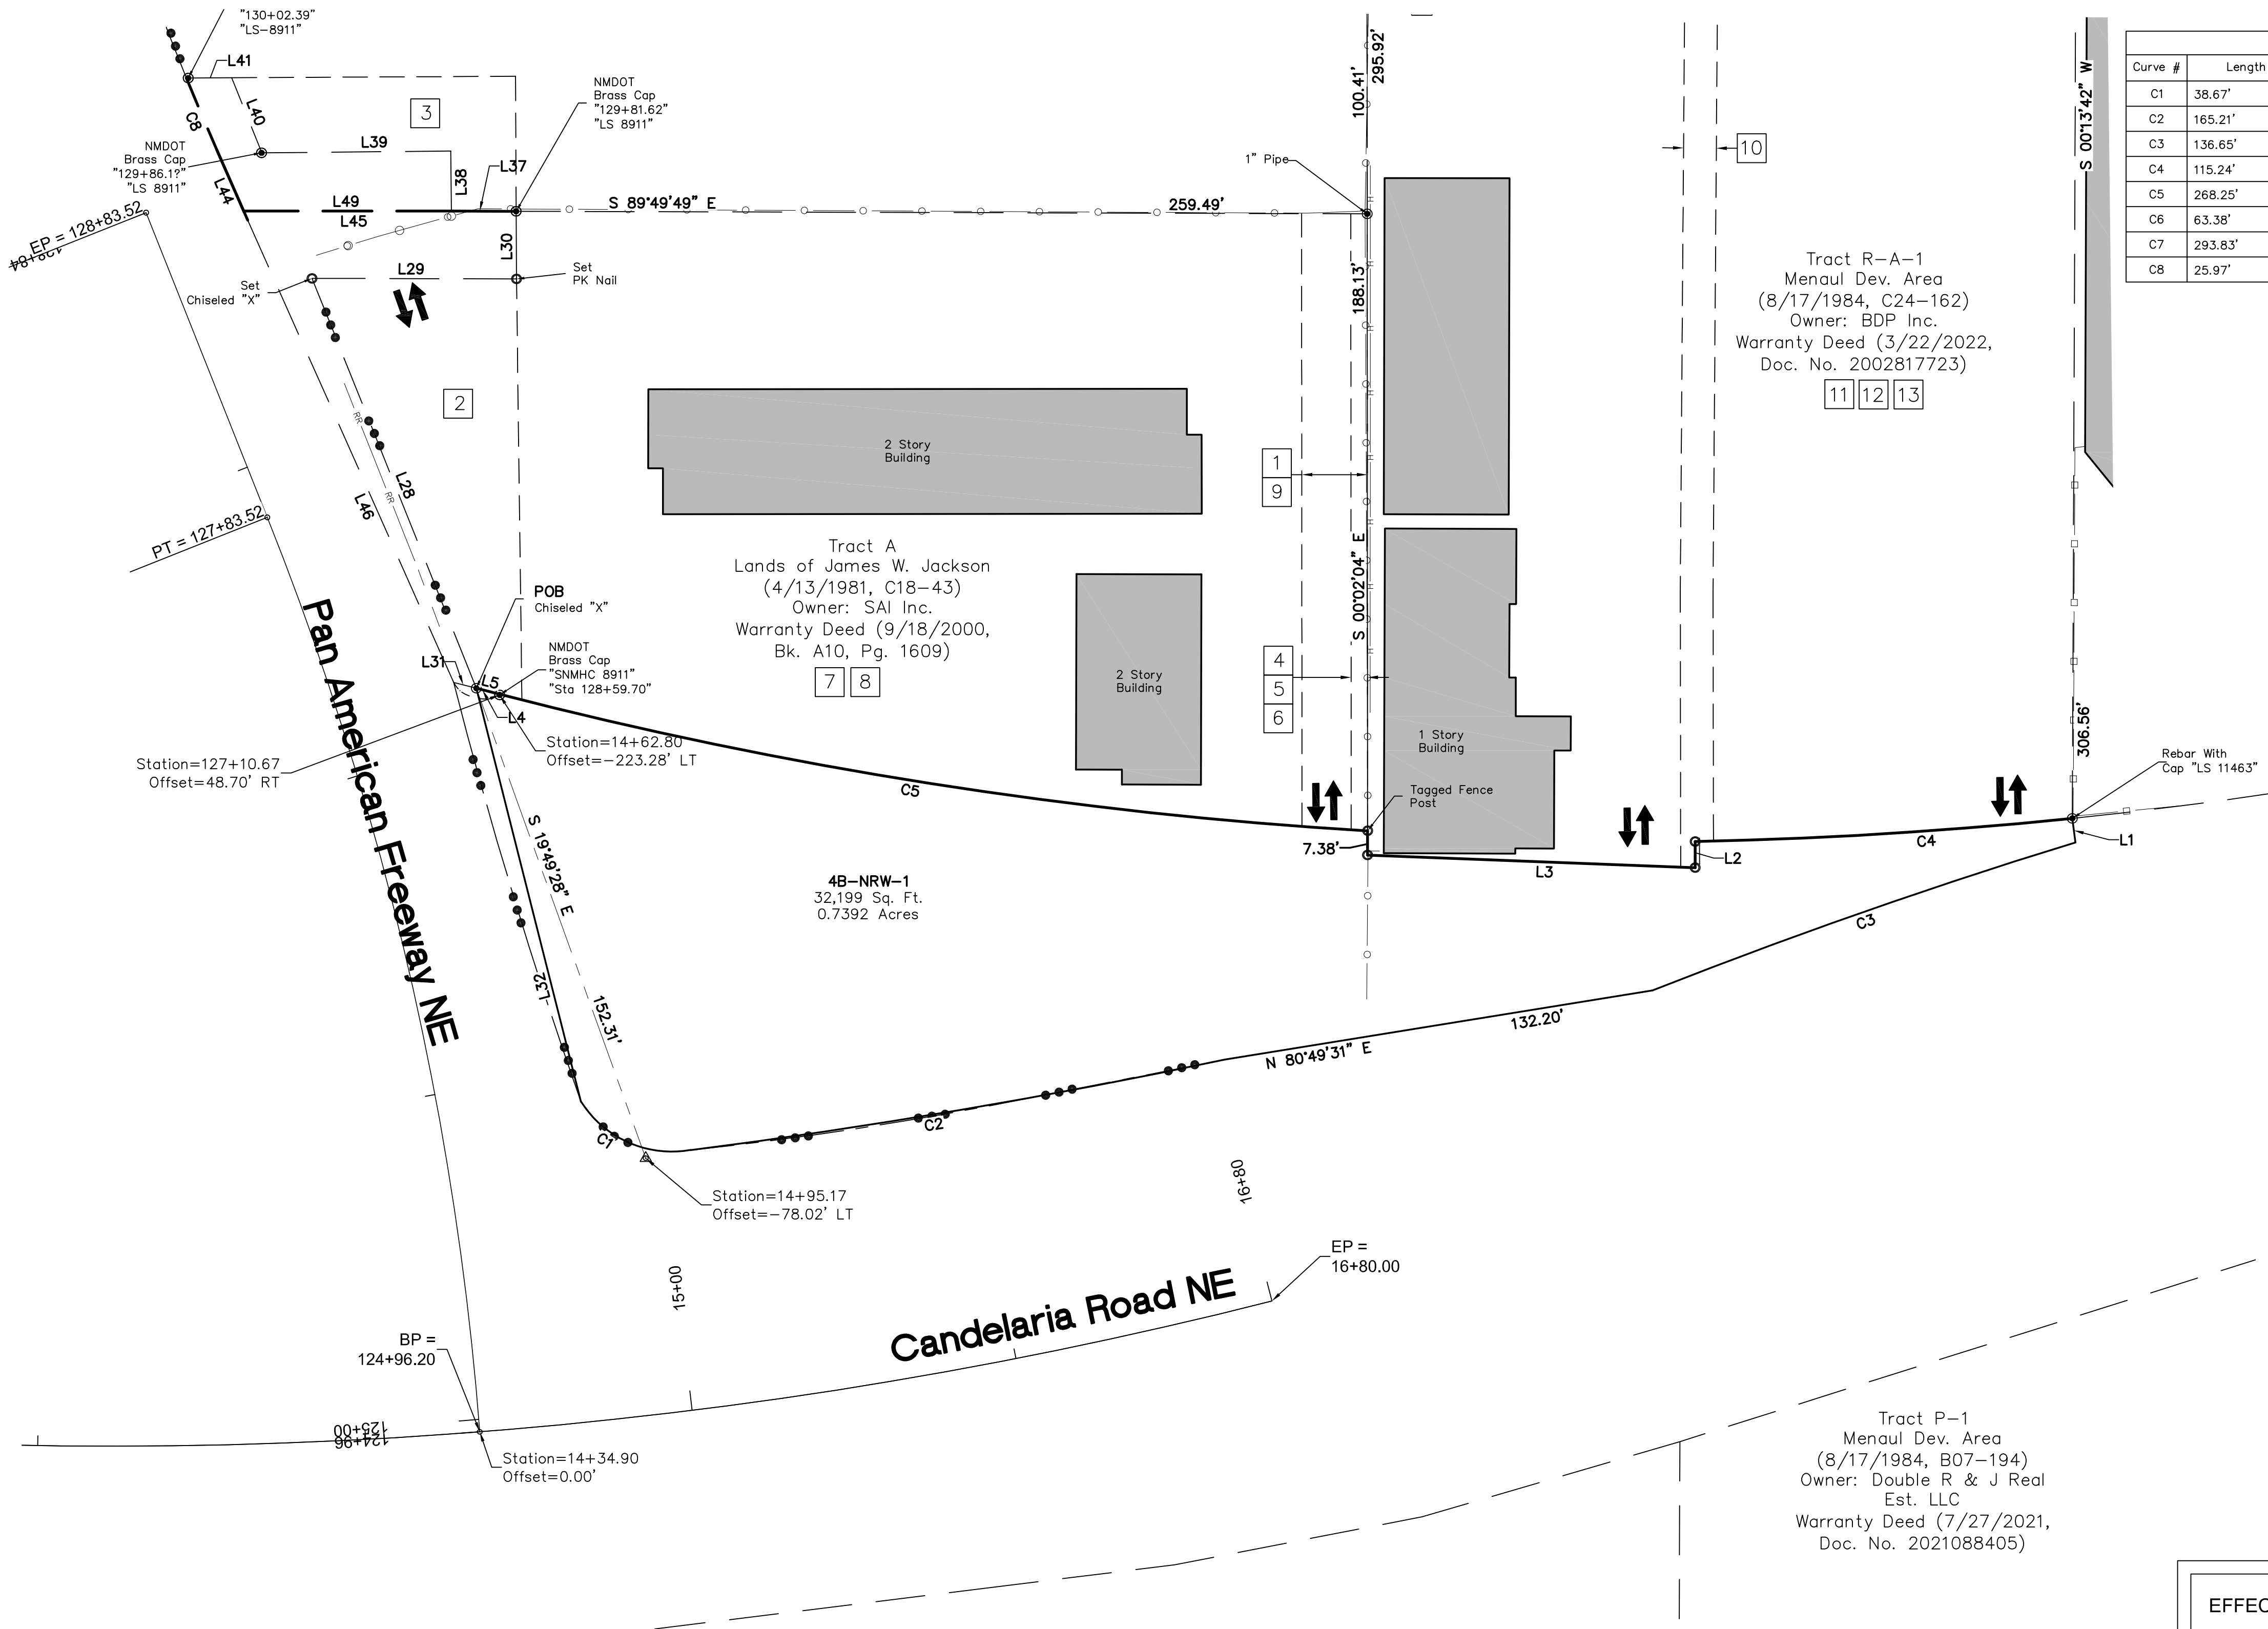 "130+02.39"
"LS-8911"
L41
L40
C8
3
NMDOT
Brass Cap
"129+81.62"
"LS 8911"
NMDOT
Brass Cap
"129+86.1?"
"LS 8911"
L39
L38
L37
L44
L49
L45
L30
EP = 128+83.52
128+84
Set
Chiseled "X"
L29
Set
PK Nail
S 89°49'49" E
259.49'
1" Pipe
100.41'
295.92'
188.13'
10
S 00°13'42" W
Curve #
Length
C1
38.67'
C2
165.21'
C3
136.65'
C4
115.24'
C5
268.25'
C6
63.38'
C7
293.83'
C8
25.97'
Tract R-A-1
Menaul Dev. Area
(8/17/1984, C24-162)
Owner: BDP Inc.
Warranty Deed (3/22/2022,
Doc. No. 2002817723)
11 12 13
2
RR
RR
L28
L46
PT = 127+83.52
2 Story
Building
1
9
S 00°02'04" E
Tract A
Lands of James W. Jackson
(4/13/1981, C18-43)
Owner: SAI Inc.
Warranty Deed (9/18/2000,
Bk. A10, Pg. 1609)
7 8
POB
Chiseled "X"
NMDOT
Brass Cap
"SNMHC 8911"
"Sta 128+59.70"
L31
L5
L4
Station=14+62.80
Offset=-223.28' LT
Station=127+10.67
Offset=48.70' RT
2 Story
Building
4
5
6
1 Story
Building
Tagged Fence
Post
7.38'
C5
L3
L2
C4
L1
306.56'
Rebar With
Cap "LS 11463"
Pan American Freeway NE
S 19°49'28" E
152.31'
L32
4B-NRW-1
32,199 Sq. Ft.
0.7392 Acres
C3
132.20'
N 80°49'31" E
C1
C2
Station=14+95.17
Offset=-78.02' LT
16+80
15+00
EP =
16+80.00
Candelaria Road NE
BP =
124+96.20
125+00
124+96
Station=14+34.90
Offset=0.00'
Tract P-1
Menaul Dev. Area
(8/17/1984, B07-194)
Owner: Double R & J Real
Est. LLC
Warranty Deed (7/27/2021,
Doc. No. 2021088405)
EFFEC